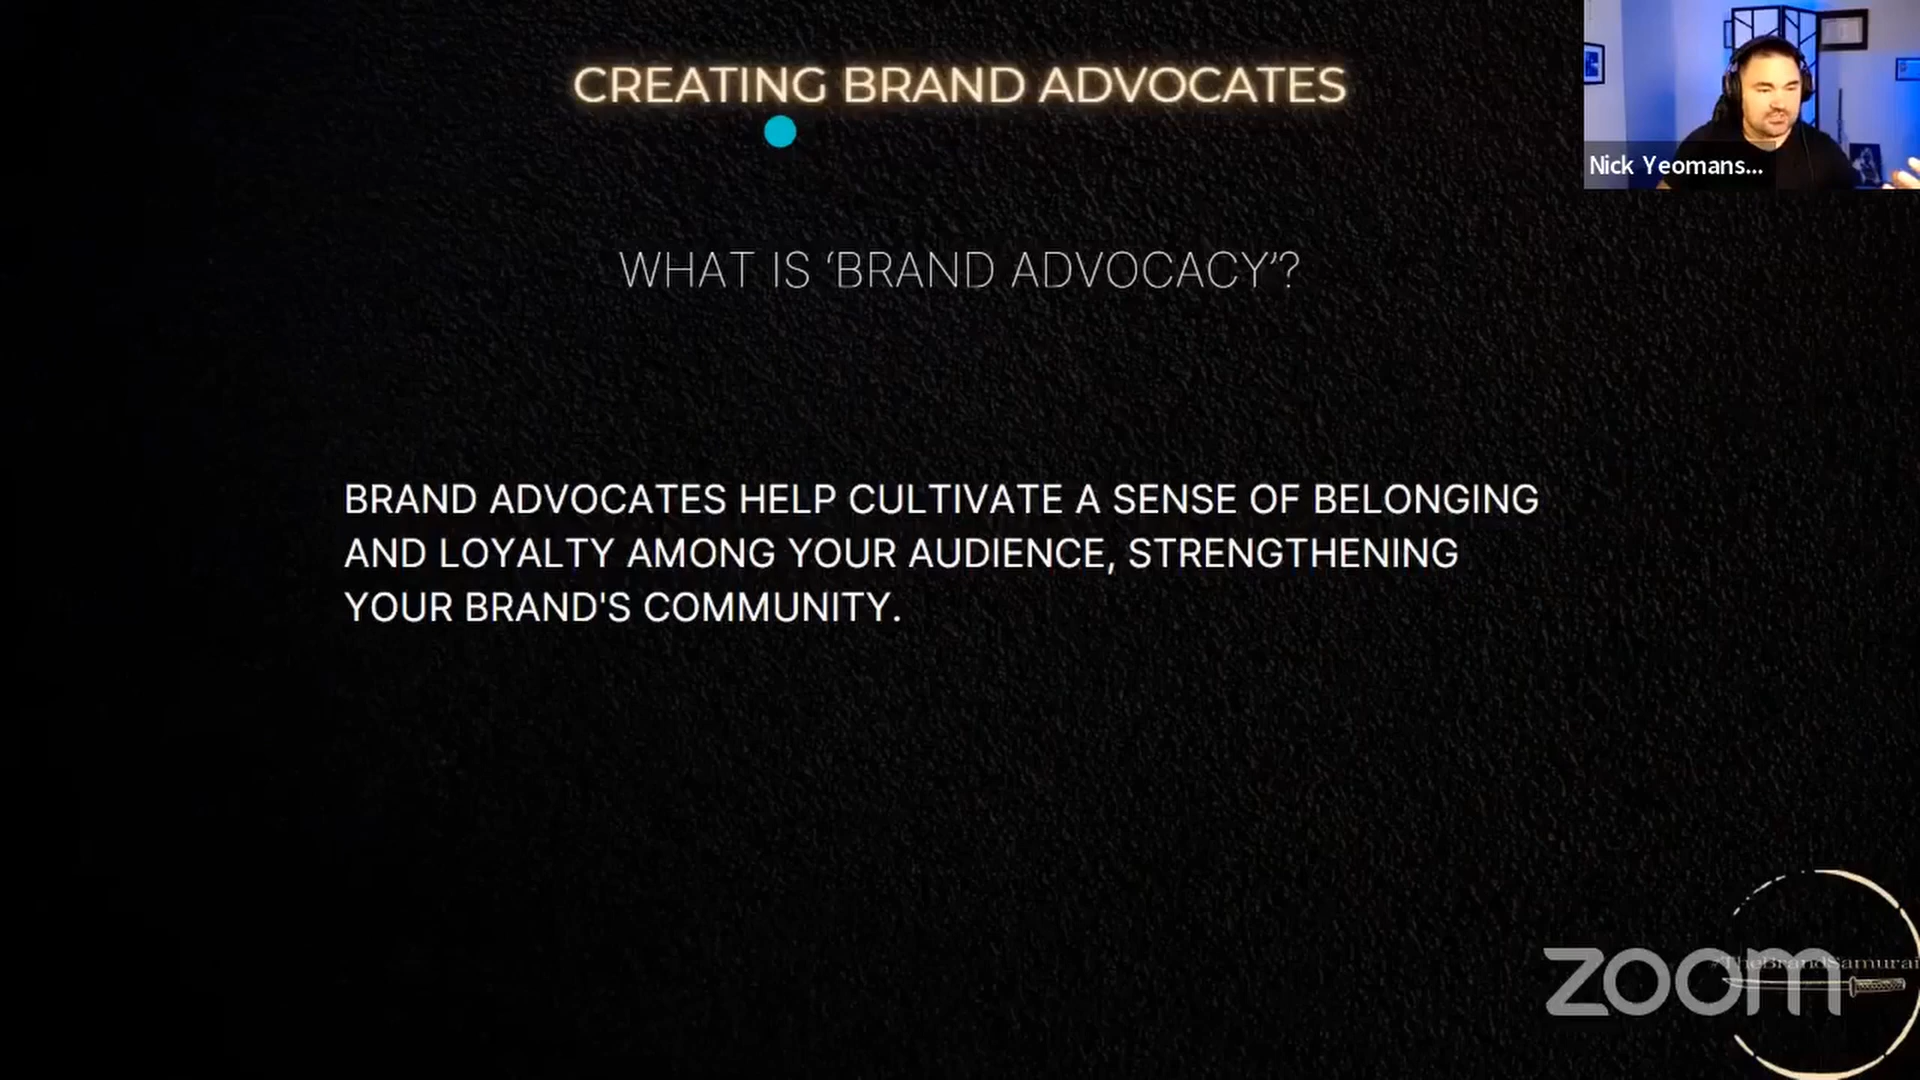 CREATING BRAND ADVOCATES
Nick Yeomans...
WHAT IS ‘BRAND ADVOCACY’?
BRAND ADVOCATES HELP CULTIVATE A SENSE OF BELONGING
AND LOYALTY AMONG YOUR AUDIENCE, STRENGTHENING
YOUR BRAND'S COMMUNITY.
zoom
#TheBrandSamurai